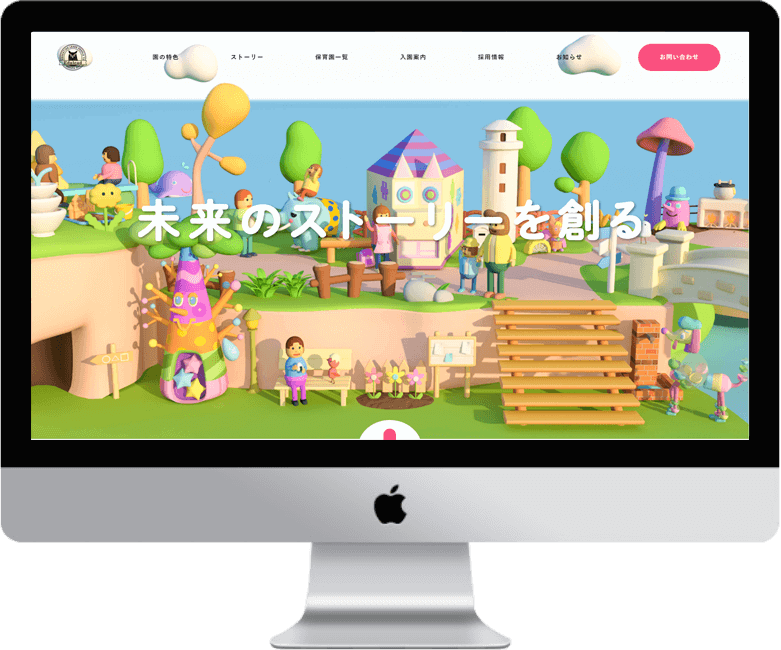 園の特色
ストーリー
保育園一覧
入園案内
採用情報
お知らせ
お問い合わせ
未来のストーリーを創る